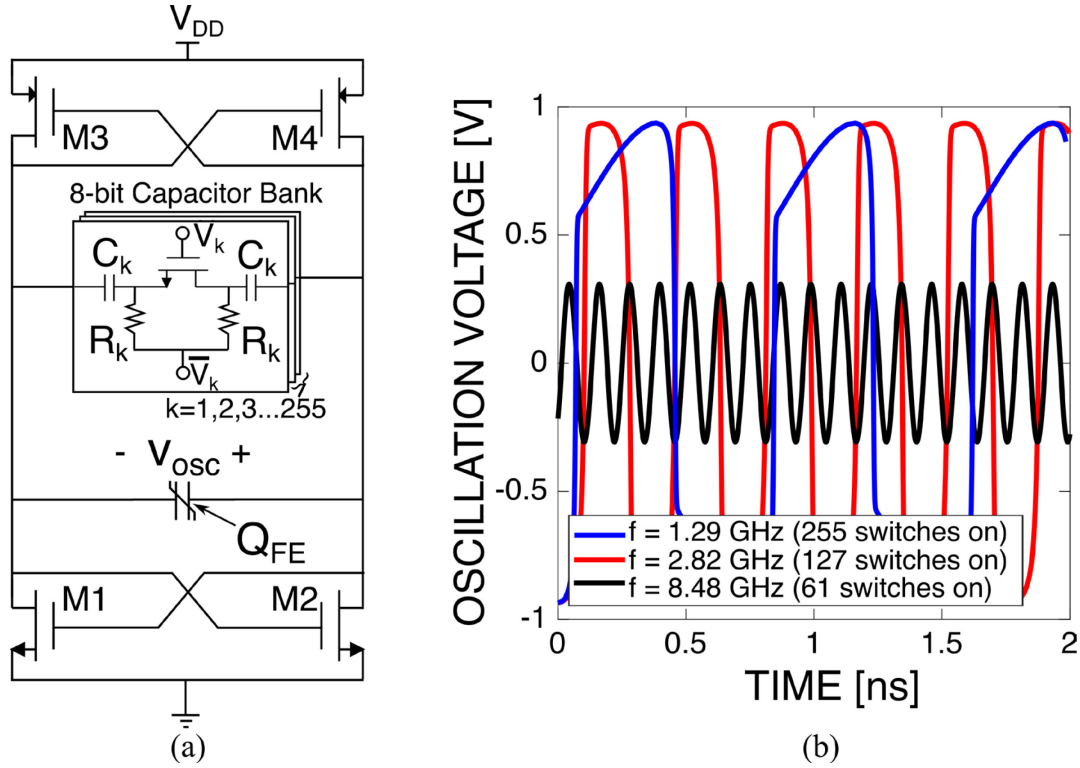 V_DD
M3
M4
8-bit Capacitor Bank
V_k
C_k
C_k
R_k
R_k
V̅_k
k=1,2,3...255
- V_osc +
Q_FE
M1
M2
(a)
OSCILLATION VOLTAGE [V]
1
0.5
0
-0.5
-1
f = 1.29 GHz (255 switches on)
f = 2.82 GHz (127 switches on)
f = 8.48 GHz (61 switches on)
0
0.5
1
1.5
2
TIME [ns]
(b)